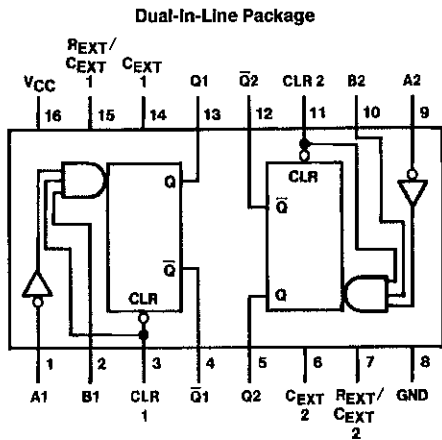 Dual-In-Line Package
REXT/
CEXT CEXT
VCC 1 1 Q1 Q̅2 CLR 2 B2 A2
16 15 14 13 12 11 10 9
CLR
Q Q̅
Q̅ Q
CLR
1 2 3 4 5 6 7 8
A1 B1 CLR Q̅1 Q2 CEXT REXT/ GND
1 2 CEXT
2